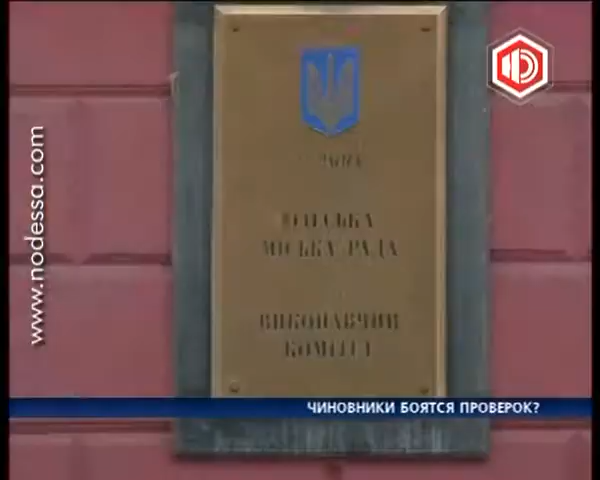 ОДЕСЬКА
МІСЬКА РАДА
ВИКОНАВЧИЙ
КОМІТЕТ
ЧИНОВНИКИ БОЯТСЯ ПРОВЕРОК?
www.nodessa.com